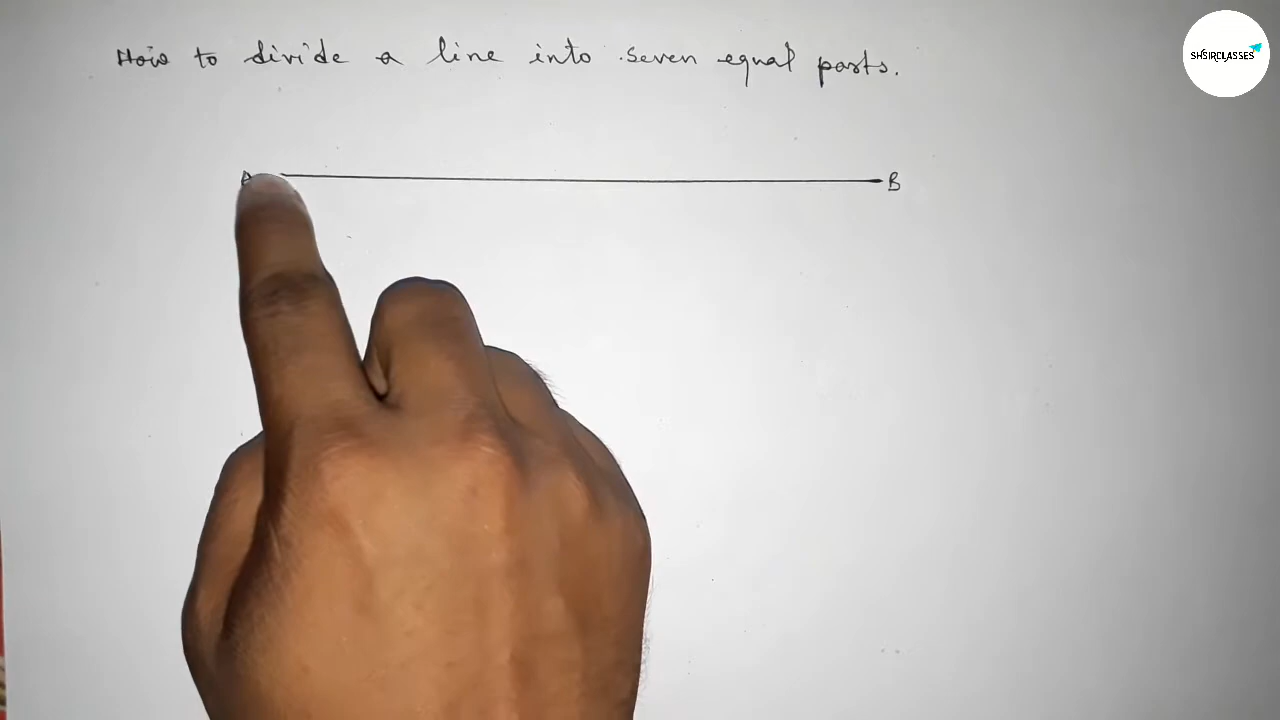 How to divide a line into seven equal parts.
SHSIRCLASSES
A
B